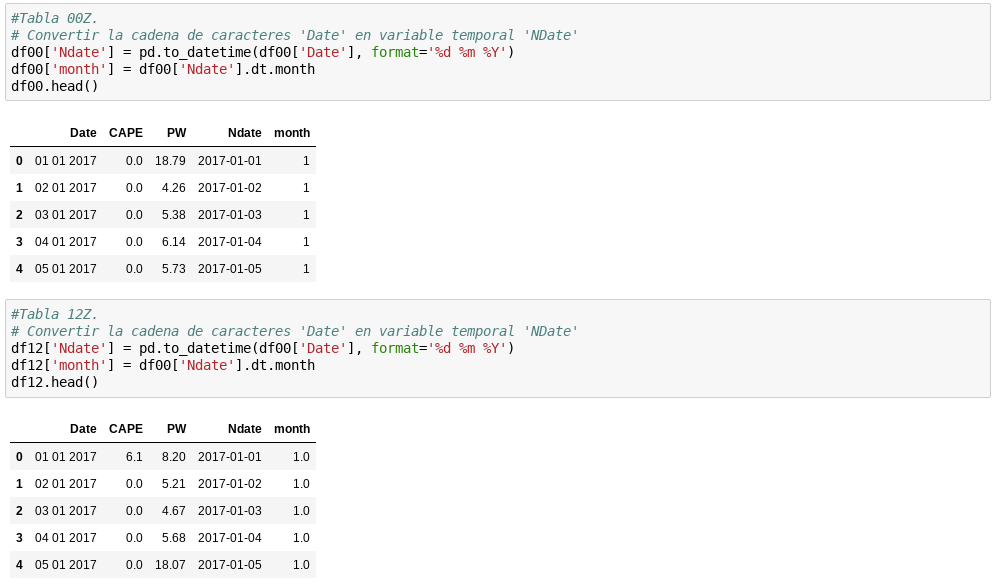 #Tabla 00Z.
# Convertir la cadena de caracteres 'Date' en variable temporal 'NDate'
df00['Ndate'] = pd.to_datetime(df00['Date'], format='%d %m %Y')
df00['month'] = df00['Ndate'].dt.month
df00.head()
Date CAPE PW Ndate month
0 01 01 2017 0.0 18.79 2017-01-01 1
1 02 01 2017 0.0 4.26 2017-01-02 1
2 03 01 2017 0.0 5.38 2017-01-03 1
3 04 01 2017 0.0 6.14 2017-01-04 1
4 05 01 2017 0.0 5.73 2017-01-05 1
#Tabla 12Z.
# Convertir la cadena de caracteres 'Date' en variable temporal 'NDate'
df12['Ndate'] = pd.to_datetime(df00['Date'], format='%d %m %Y')
df12['month'] = df00['Ndate'].dt.month
df12.head()
Date CAPE PW Ndate month
0 01 01 2017 6.1 8.20 2017-01-01 1.0
1 02 01 2017 0.0 5.21 2017-01-02 1.0
2 03 01 2017 0.0 4.67 2017-01-03 1.0
3 04 01 2017 0.0 5.68 2017-01-04 1.0
4 05 01 2017 0.0 18.07 2017-01-05 1.0